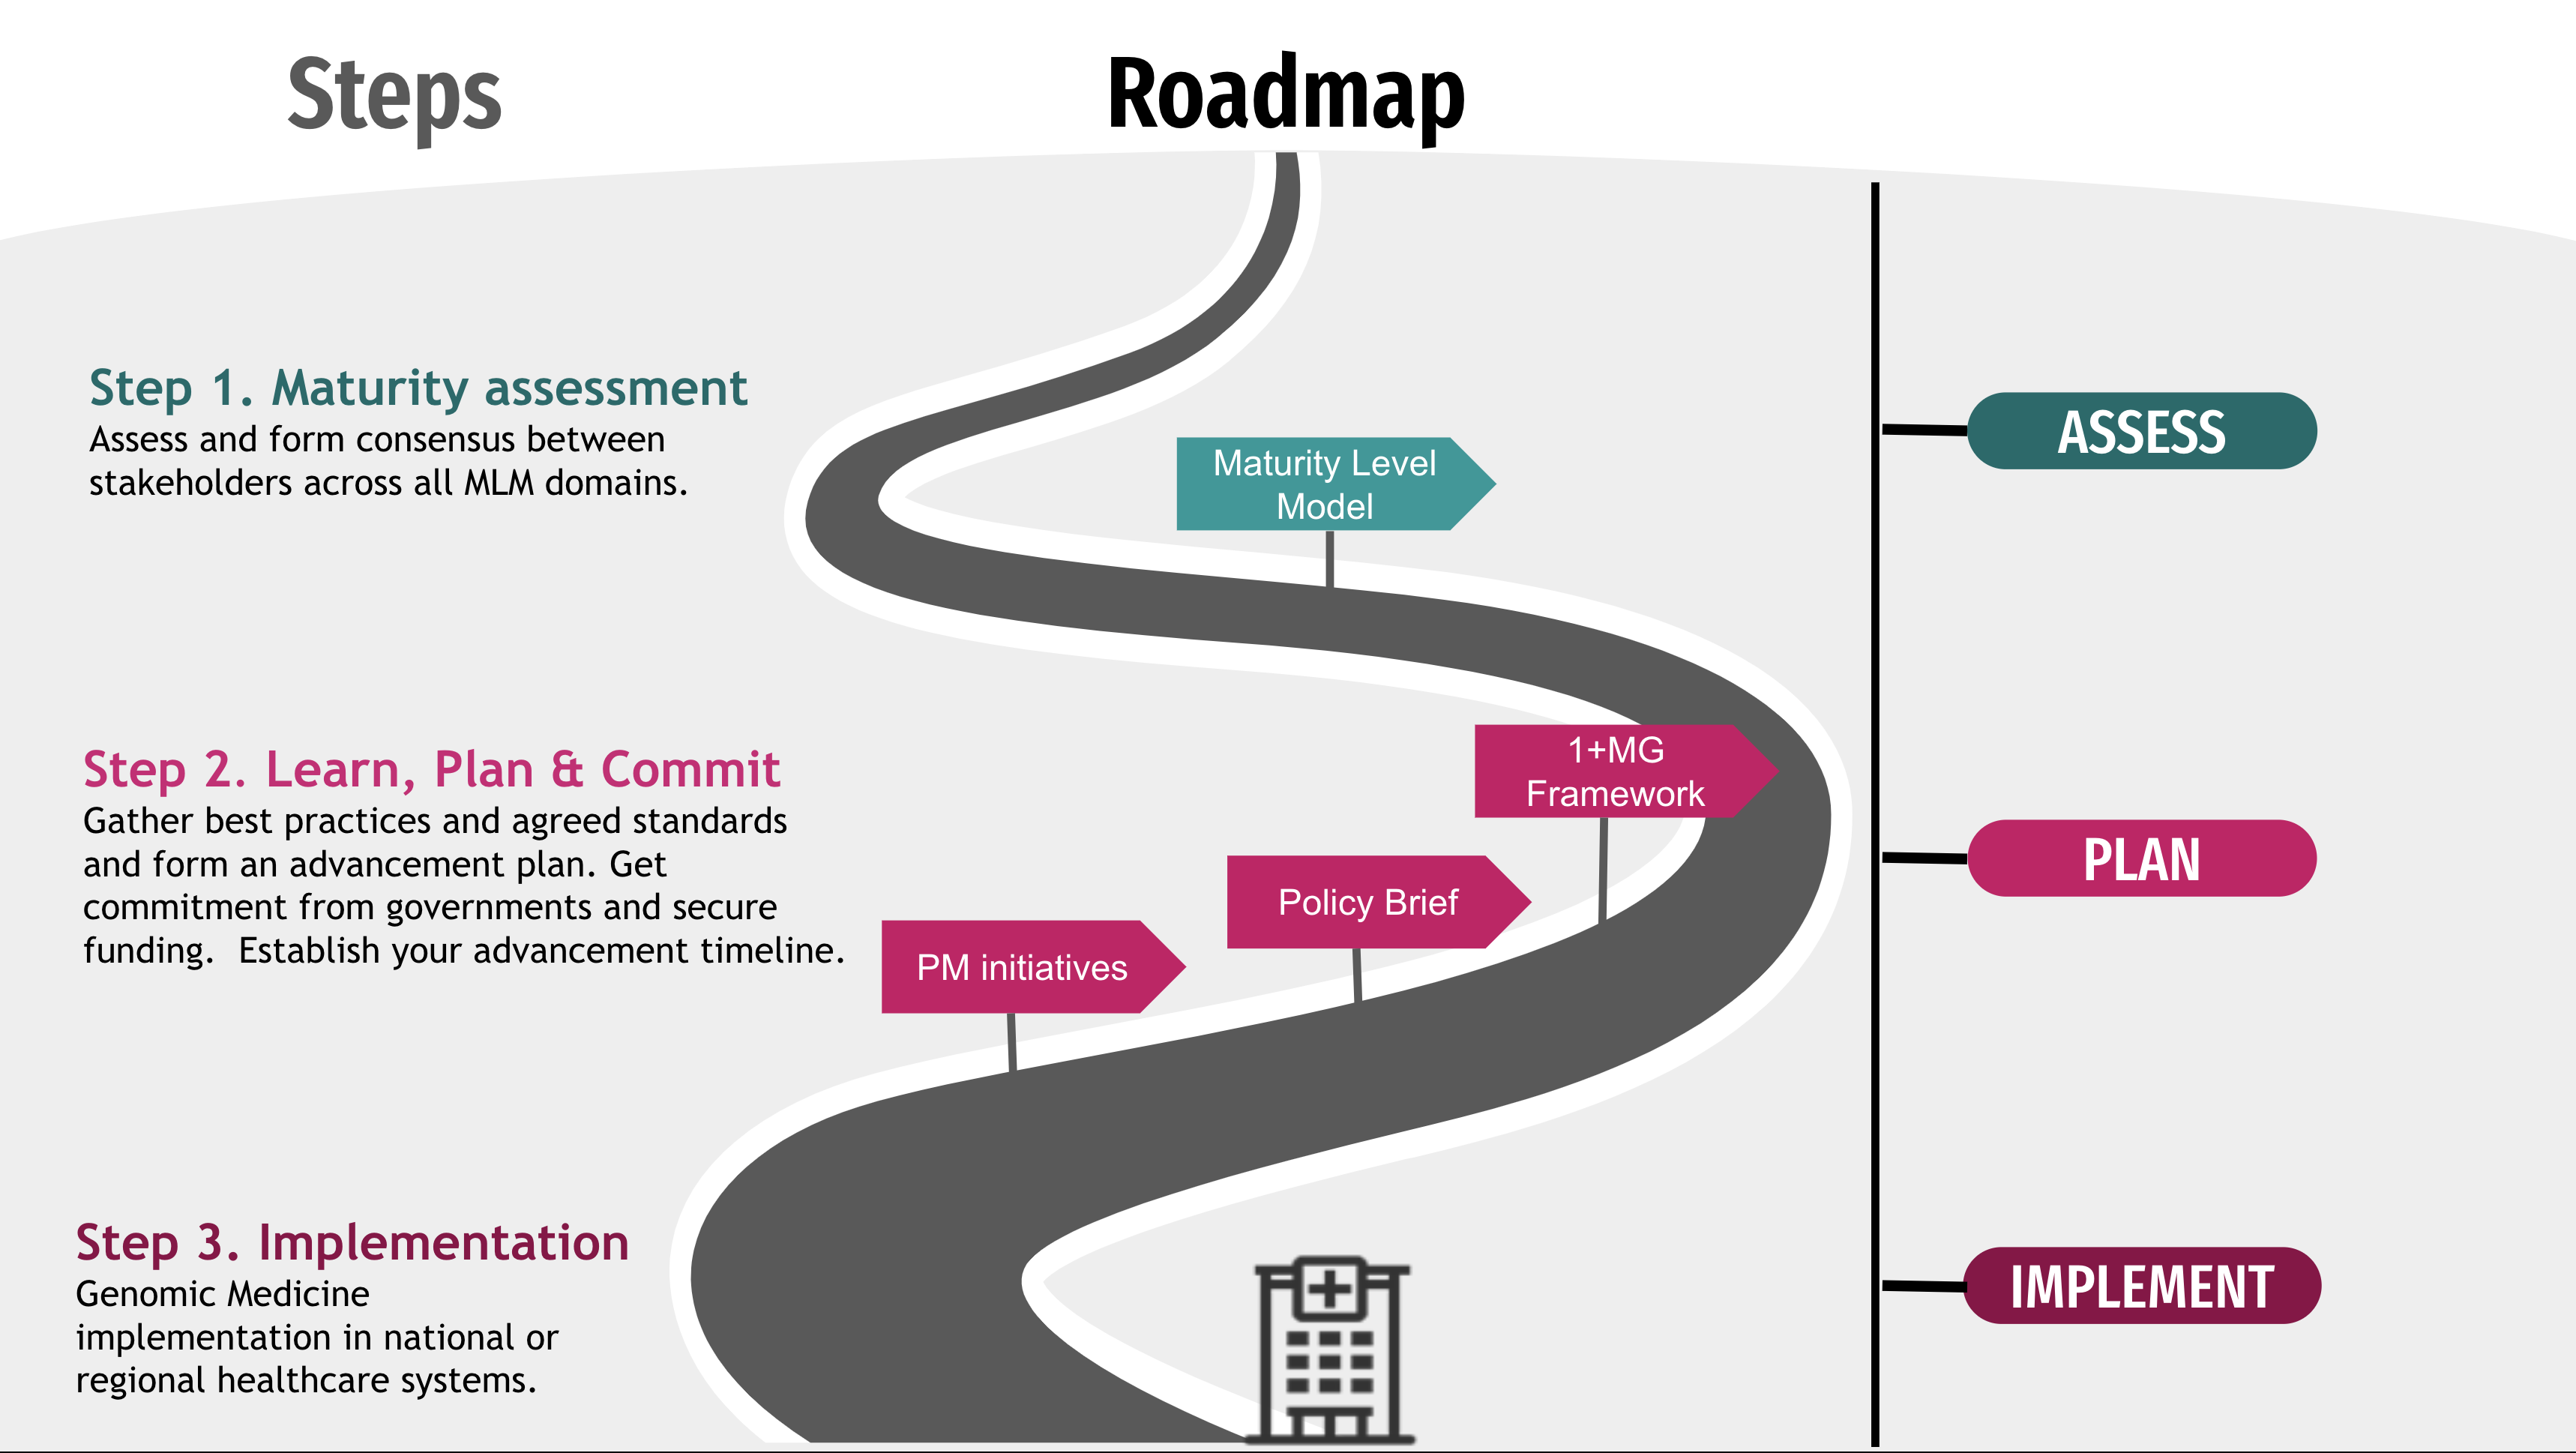 Steps
Roadmap
Step 1. Maturity assessment
Assess and form consensus between
stakeholders across all MLM domains.
Maturity Level
Model
ASSESS
Step 2. Learn, Plan & Commit
Gather best practices and agreed standards
and form an advancement plan. Get
commitment from governments and secure
funding.  Establish your advancement timeline.
1+MG
Framework
Policy Brief
PM initiatives
PLAN
Step 3. Implementation
Genomic Medicine
implementation in national or
regional healthcare systems.
IMPLEMENT